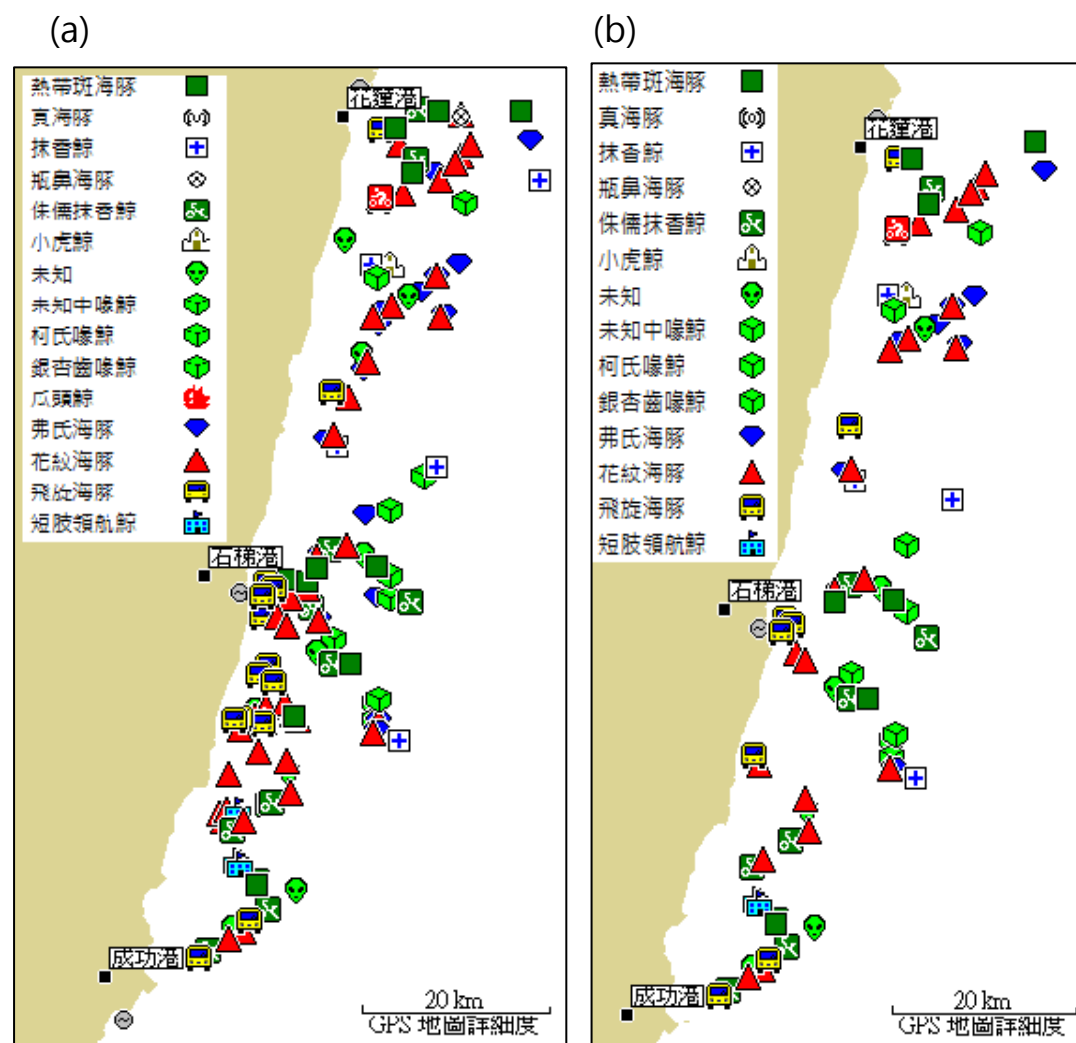 (a)
熱帶斑海豚
真海豚
抹香鯨
瓶鼻海豚
侏儒抹香鯨
小虎鯨
未知
未知中喙鯨
柯氏喙鯨
銀杏齒喙鯨
瓜頭鯨
弗氏海豚
花紋海豚
飛旋海豚
短肢領航鯨
花蓮港
石梯港
成功港
20 km
GPS 地圖詳細度
(b)
熱帶斑海豚
真海豚
抹香鯨
瓶鼻海豚
侏儒抹香鯨
小虎鯨
未知
未知中喙鯨
柯氏喙鯨
銀杏齒喙鯨
弗氏海豚
花紋海豚
飛旋海豚
短肢領航鯨
花蓮港
石梯港
成功港
20 km
GPS 地圖詳細度